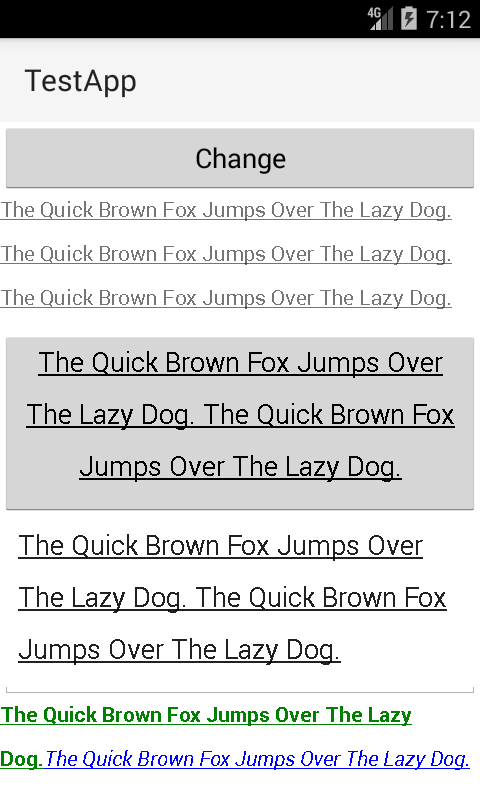 4G 7:12
TestApp
Change
The Quick Brown Fox Jumps Over The Lazy Dog.
The Quick Brown Fox Jumps Over The Lazy Dog.
The Quick Brown Fox Jumps Over The Lazy Dog.
The Quick Brown Fox Jumps Over
The Lazy Dog. The Quick Brown Fox
Jumps Over The Lazy Dog.
The Quick Brown Fox Jumps Over
The Lazy Dog. The Quick Brown Fox
Jumps Over The Lazy Dog.
The Quick Brown Fox Jumps Over The Lazy
Dog.The Quick Brown Fox Jumps Over The Lazy Dog.